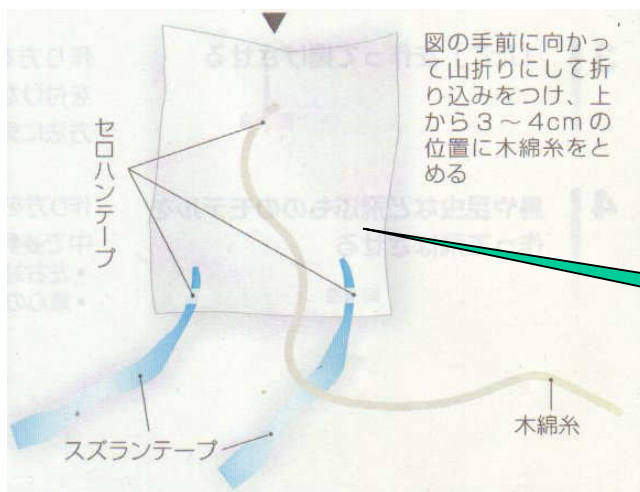 図の手前に向かっ
て山折りにして折
り込みをつけ、上
から3~4cmの
位置に木綿糸をと
める
セロハンテープ
木綿糸
スズランテープ